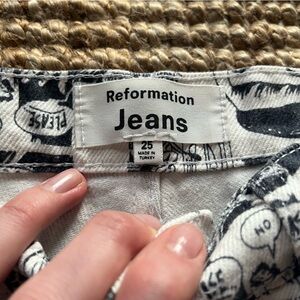 Reformation
Jeans
25
MADE IN
TURKEY
PLEASE
NO